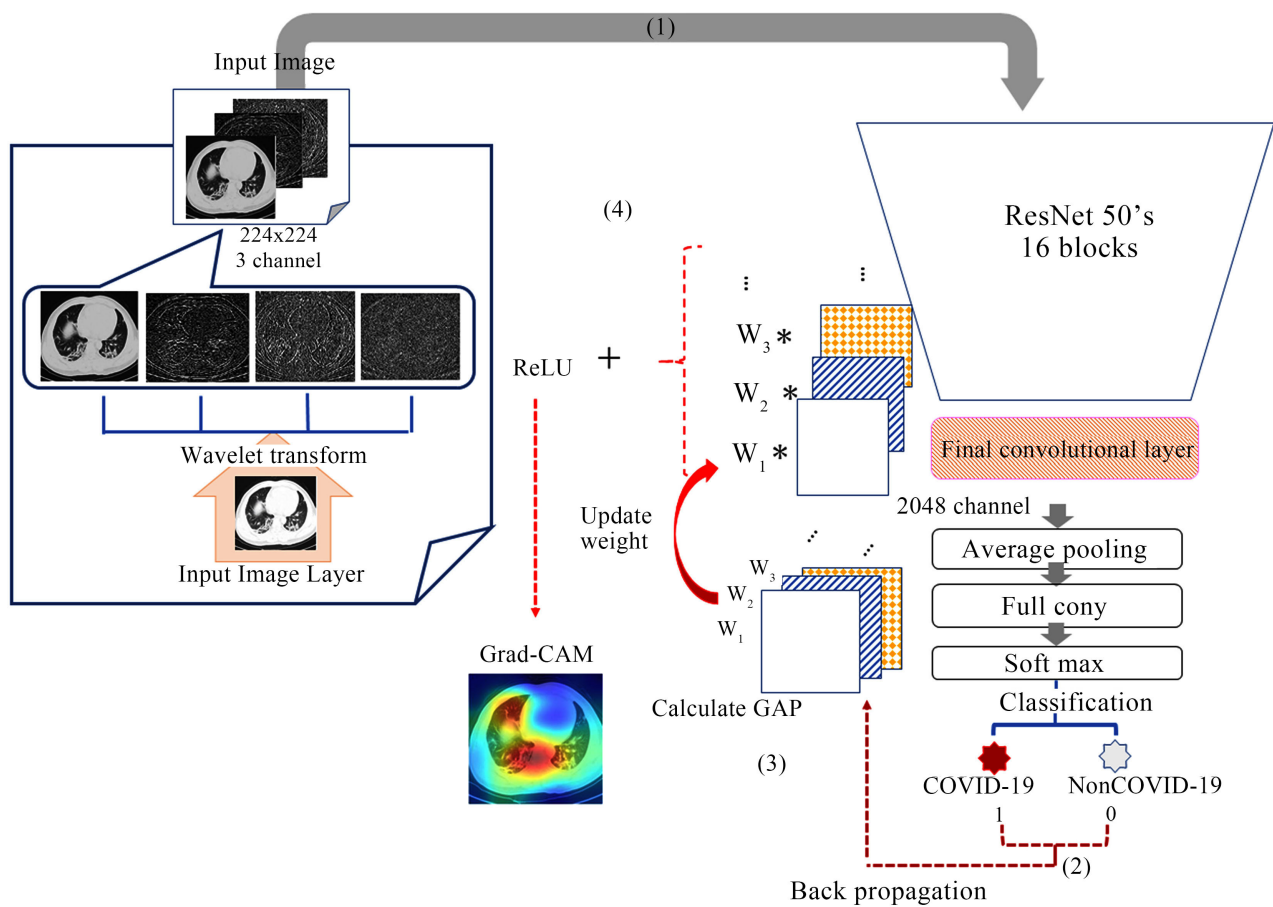 (1)
Input Image
224x224
3 channel
Wavelet transform
Input Image Layer
(4)
ReLU
+
Grad-CAM
...
...
W3 *
W2 *
W1 *
Update
weight
...
...
W3
W2
W1
Calculate GAP
(3)
ResNet 50’s
16 blocks
Final convolutional layer
2048 channel
Average pooling
Full cony
Soft max
Classification
COVID-19
NonCOVID-19
1
0
(2)
Back propagation